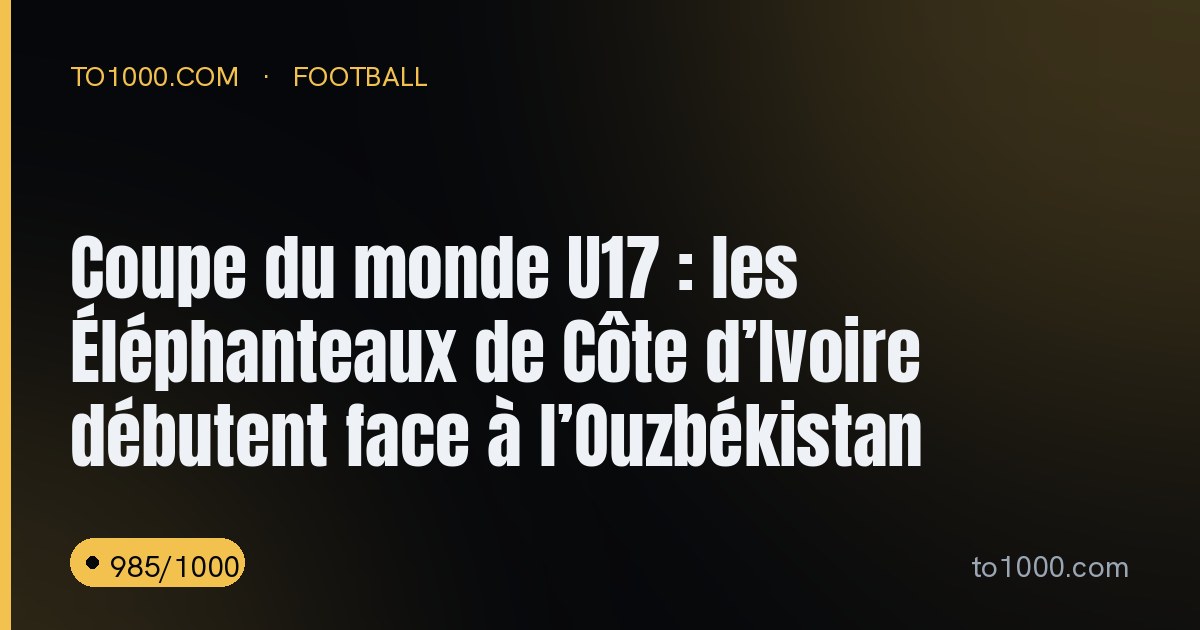 TO1000.COM · FOOTBALL
Coupe du monde U17 : les
Éléphanteaux de Côte d’Ivoire
débutent face à l’Ouzbékistan
985/1000
to1000.com